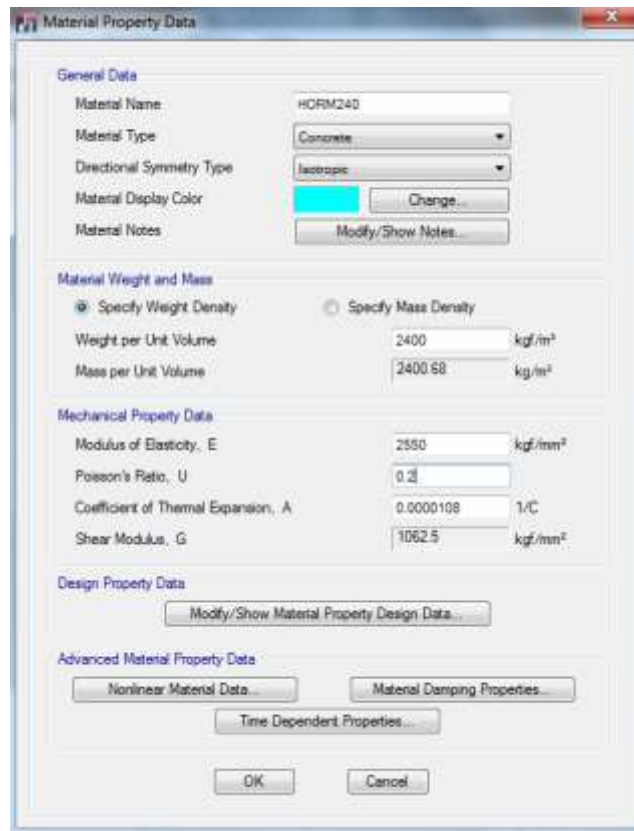 Material Property Data
General Data
Material Name HORM240
Material Type Concrete
Directional Symmetry Type Isotropic
Material Display Color Change...
Material Notes Modify/Show Notes...
Material Weight and Mass
Specify Weight Density Specify Mass Density
Weight per Unit Volume 2400 kgf/m³
Mass per Unit Volume 2400.68 kg/m³
Mechanical Property Data
Modulus of Elasticity, E 2550 kgf/mm²
Poisson's Ratio, U 0.2
Coefficient of Thermal Expansion, A 0.0000108 1/C
Shear Modulus, G 1062.5 kgf/mm²
Design Property Data
Modify/Show Material Property Design Data...
Advanced Material Property Data
Nonlinear Material Data... Material Damping Properties...
Time Dependent Properties...
OK Cancel